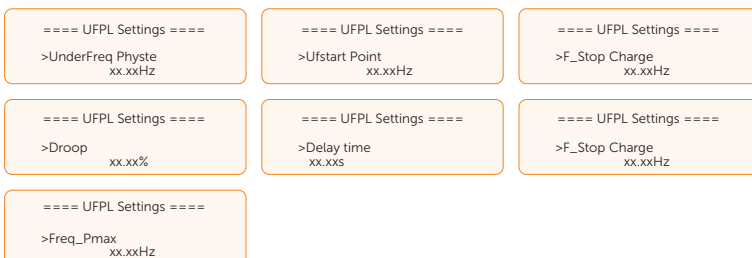 ==== UFPL Settings ====
>UnderFreq Physte
xx.xxHz
==== UFPL Settings ====
>Ufstart Point
xx.xxHz
==== UFPL Settings ====
>F_Stop Charge
xx.xxHz
==== UFPL Settings ====
>Droop
xx.xx%
==== UFPL Settings ====
>Delay time
xx.xxs
==== UFPL Settings ====
>F_Stop Charge
xx.xxHz
==== UFPL Settings ====
>Freq_Pmax
xx.xxHz